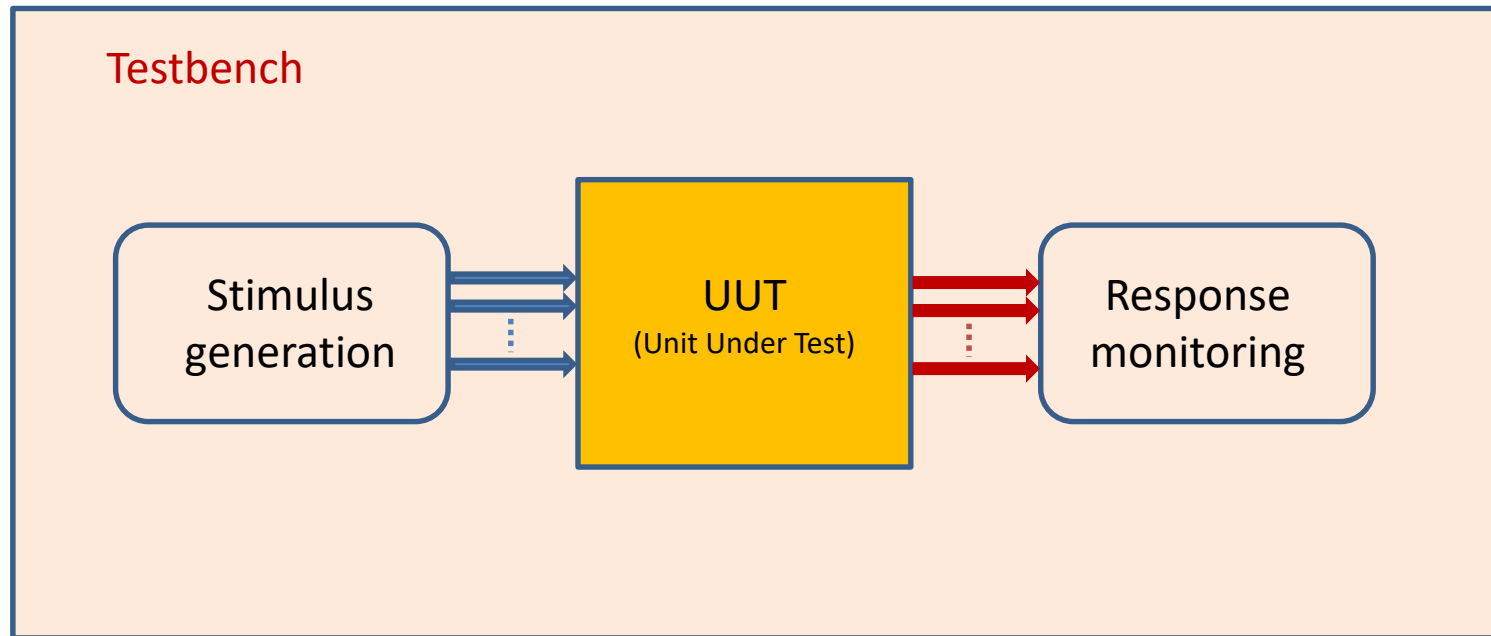 Testbench
Stimulus
generation
UUT
(Unit Under Test)
Response
monitoring